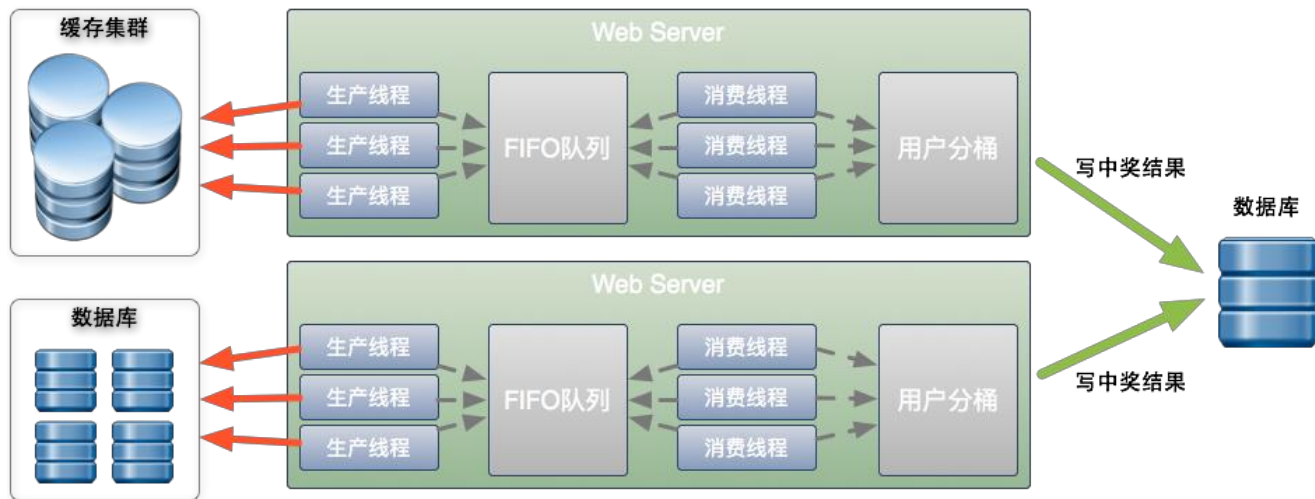 缓存集群
Web Server
生产线程
生产线程
生产线程
FIFO队列
消费线程
消费线程
消费线程
用户分桶
写中奖结果
数据库
数据库
Web Server
生产线程
生产线程
生产线程
FIFO队列
消费线程
消费线程
消费线程
用户分桶
写中奖结果